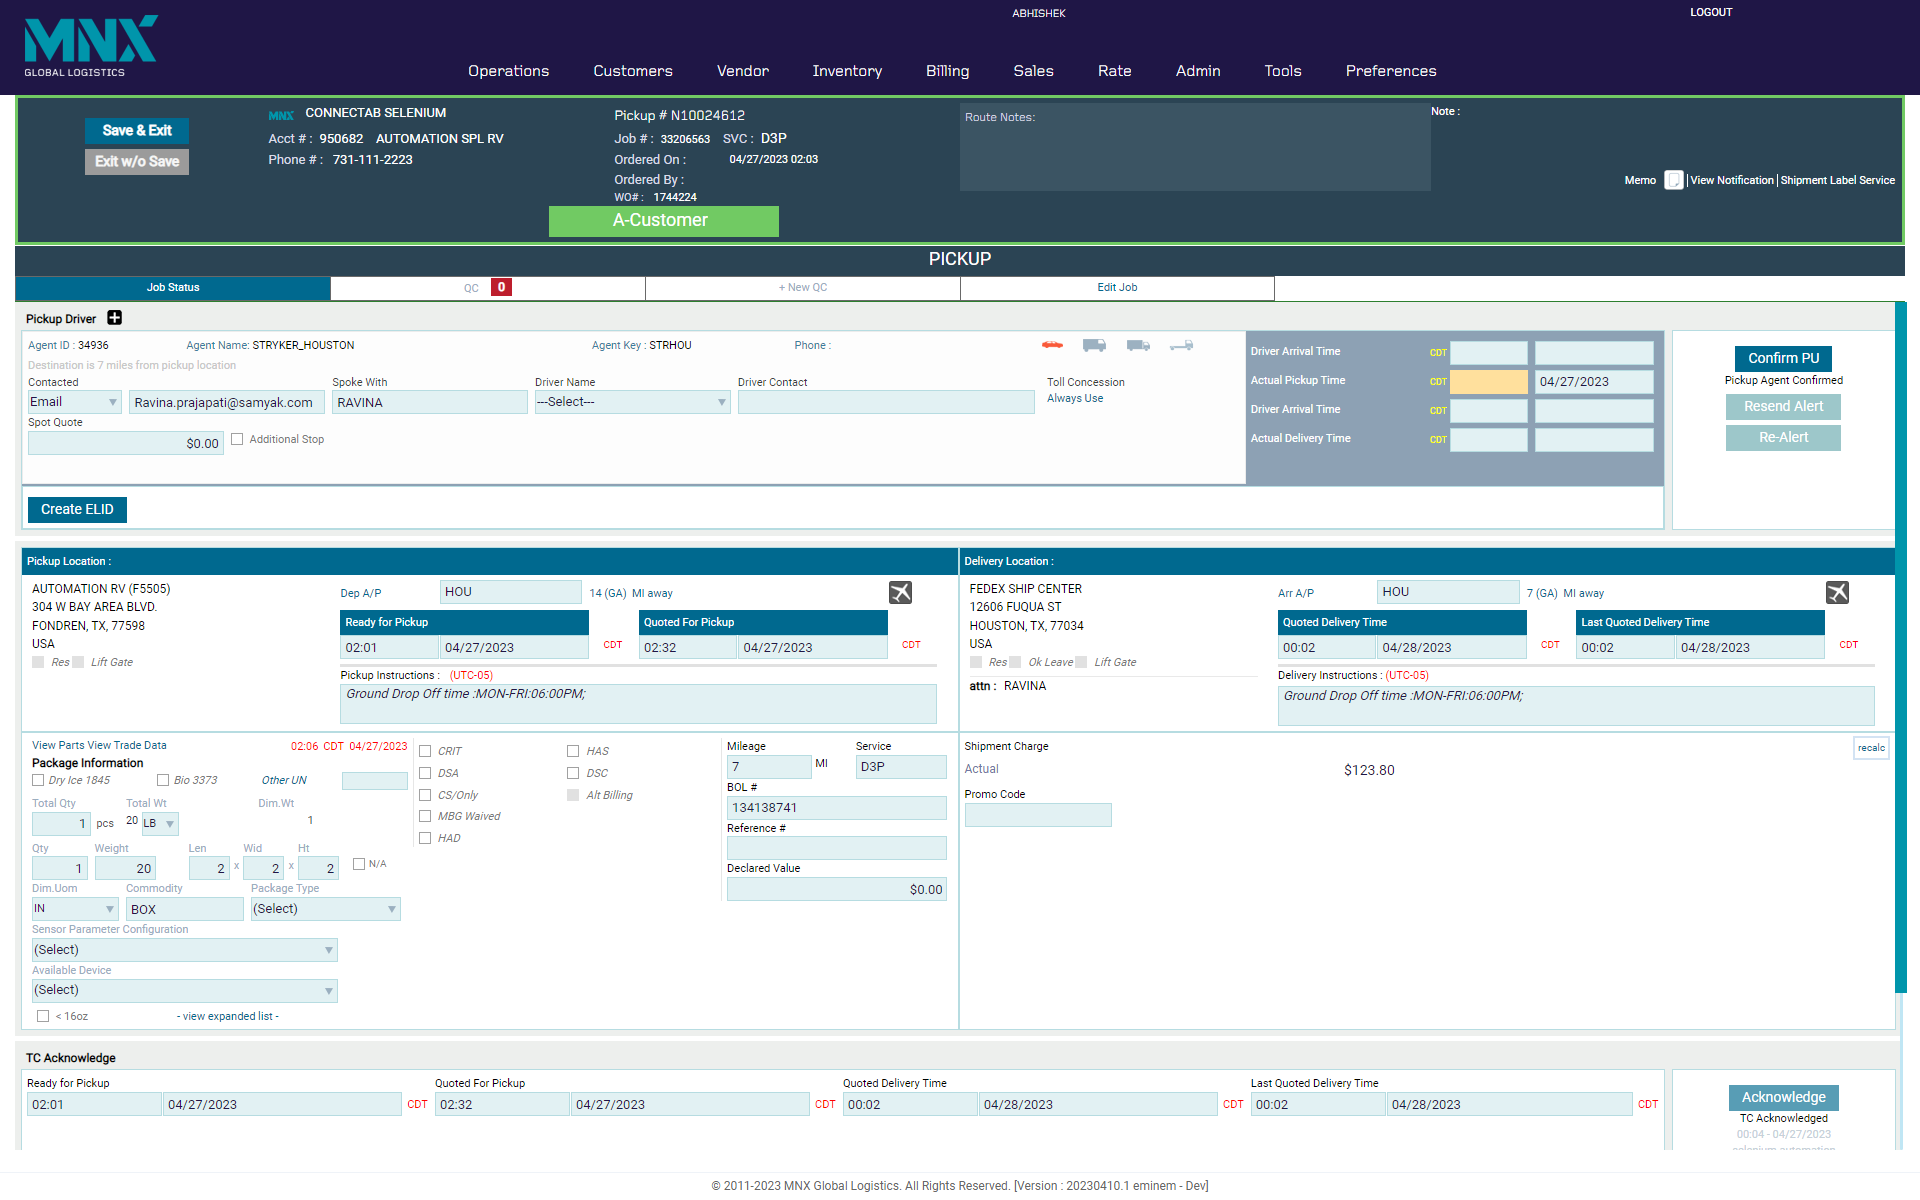 ABHISHEK
LOGOUT
MNX
GLOBAL LOGISTICS
Operations Customers Vendor Inventory Billing Sales Rate Admin Tools Preferences
Save & Exit
Exit w/o Save
MNX CONNECTAB SELENIUM
Acct # : 950682 AUTOMATION SPL RV
Phone # : 731-111-2223
Pickup # N10024612
Job # : 33206563 SVC : D3P
Ordered On : 04/27/2023 02:03
Ordered By :
WO# : 1744224
A-Customer
Route Notes:
Note :
Memo | View Notification | Shipment Label Service
PICKUP
Job Status QC 0 + New QC Edit Job
Pickup Driver
Agent ID : 34936 Agent Name: STRYKER_HOUSTON Agent Key : STRHOU Phone :
Destination is 7 miles from pickup location
Contacted Spoke With Driver Name Driver Contact Toll Concession
Always Use
Email Ravina.prajapati@samyak.com RAVINA ---Select---
Spot Quote
$0.00 Additional Stop
Driver Arrival Time CDT
Actual Pickup Time CDT 04/27/2023
Driver Arrival Time CDT
Actual Delivery Time CDT
Confirm PU
Pickup Agent Confirmed
Resend Alert
Re-Alert
Create ELID
Pickup Location :
AUTOMATION RV (F5505)
304 W BAY AREA BLVD.
FONDREN, TX, 77598
USA
Res Lift Gate
Dep A/P HOU 14 (GA) MI away
Ready for Pickup Quoted For Pickup
02:01 04/27/2023 CDT 02:32 04/27/2023 CDT
Pickup Instructions : (UTC-05)
Ground Drop Off time :MON-FRI:06:00PM;
Delivery Location :
FEDEX SHIP CENTER
12606 FUQUA ST
HOUSTON, TX, 77034
USA
Res Ok Leave Lift Gate
attn : RAVINA
Arr A/P HOU 7 (GA) MI away
Quoted Delivery Time Last Quoted Delivery Time
00:02 04/28/2023 CDT 00:02 04/28/2023 CDT
Delivery Instructions : (UTC-05)
Ground Drop Off time :MON-FRI:06:00PM;
View Parts View Trade Data 02:06 CDT 04/27/2023
Package Information
Dry Ice 1845 Bio 3373 Other UN
Total Qty Total Wt Dim.Wt
1 pcs 20 LB 1
Qty Weight Len Wid Ht
1 20 2 x 2 x 2 N/A
Dim.Uom Commodity Package Type
IN BOX (Select)
Sensor Parameter Configuration
(Select)
Available Device
(Select)
< 16oz - view expanded list -
CRIT HAS
DSA DSC
CS/Only Alt Billing
MBG Waived
HAD
Mileage Service
7 MI D3P
BOL #
134138741
Reference #
Declared Value
$0.00
Shipment Charge recalc
Actual $123.80
Promo Code
TC Acknowledge
Ready for Pickup Quoted For Pickup Quoted Delivery Time Last Quoted Delivery Time
02:01 04/27/2023 CDT 02:32 04/27/2023 CDT 00:02 04/28/2023 CDT 00:02 04/28/2023 CDT
Acknowledge
TC Acknowledged
00:04 - 04/27/2023
selenium automation
© 2011-2023 MNX Global Logistics. All Rights Reserved. [Version : 20230410.1 eminem - Dev]